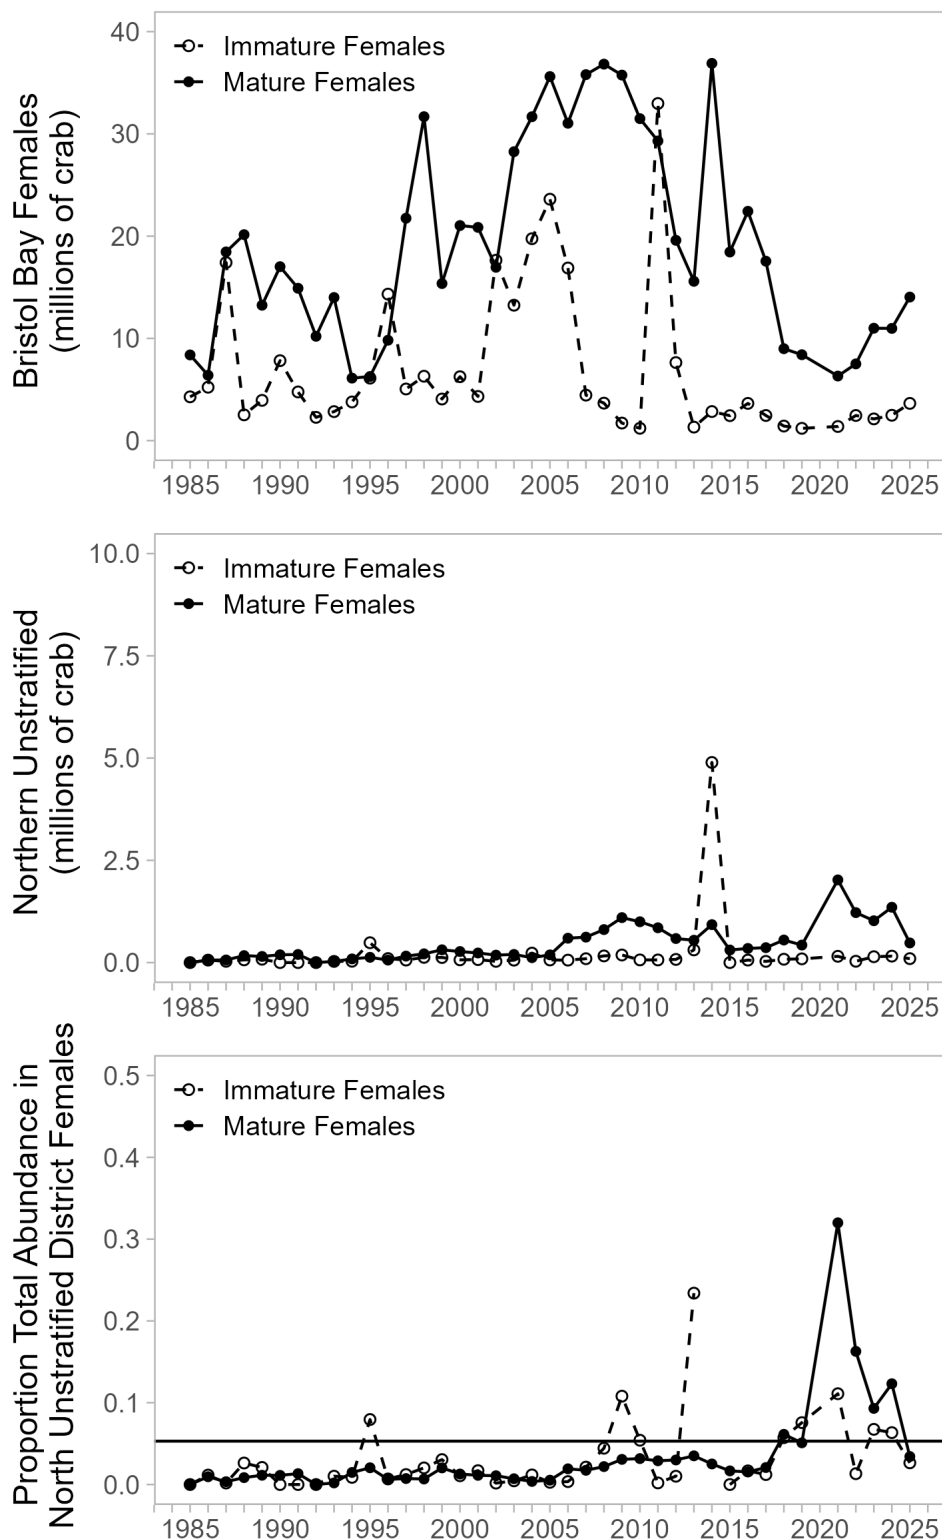 Bristol Bay Females
(millions of crab)
40
30
20
10
0
Immature Females
Mature Females
1985 1990 1995 2000 2005 2010 2015 2020 2025
Northern Unstratified
(millions of crab)
10.0
7.5
5.0
2.5
0.0
Immature Females
Mature Females
1985 1990 1995 2000 2005 2010 2015 2020 2025
Proportion Total Abundance in
North Unstratified District Females
0.5
0.4
0.3
0.2
0.1
0.0
Immature Females
Mature Females
1985 1990 1995 2000 2005 2010 2015 2020 2025